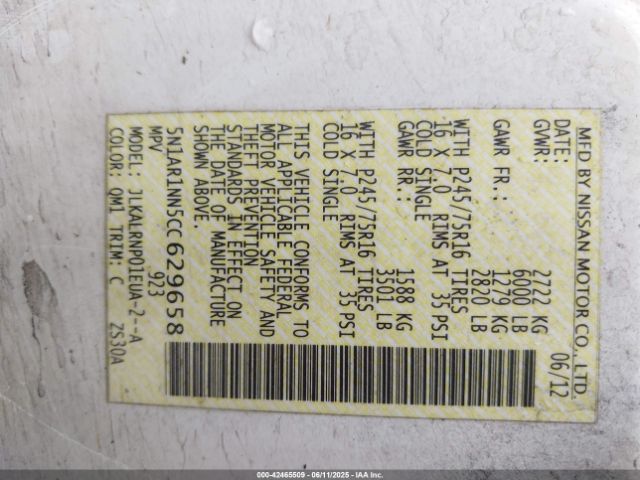 MFD BY NISSAN MOTOR CO., LTD.
DATE: 06/12
GVWR: 2722 KG
6000 LB
GAWR FR.: 1279 KG
2820 LB
WITH P245/75R16 TIRES
16 X 7.0 RIMS AT 35 PSI
COLD SINGLE
GAWR RR.: 1588 KG
3501 LB
WITH P245/75R16 TIRES
16 X 7.0 RIMS AT 35 PSI
COLD SINGLE
THIS VEHICLE CONFORMS TO
ALL APPLICABLE FEDERAL
MOTOR VEHICLE SAFETY AND
THEFT PREVENTION
STANDARDS IN EFFECT ON
THE DATE OF MANUFACTURE
SHOWN ABOVE.
5N1AR1NN5CC629658
MPV 923
MODEL: JLKALRNP01EUA-2--A
COLOR: QM1 TRIM: C 2S30A
000-42465509 - 06/11/2025 - IAA Inc.